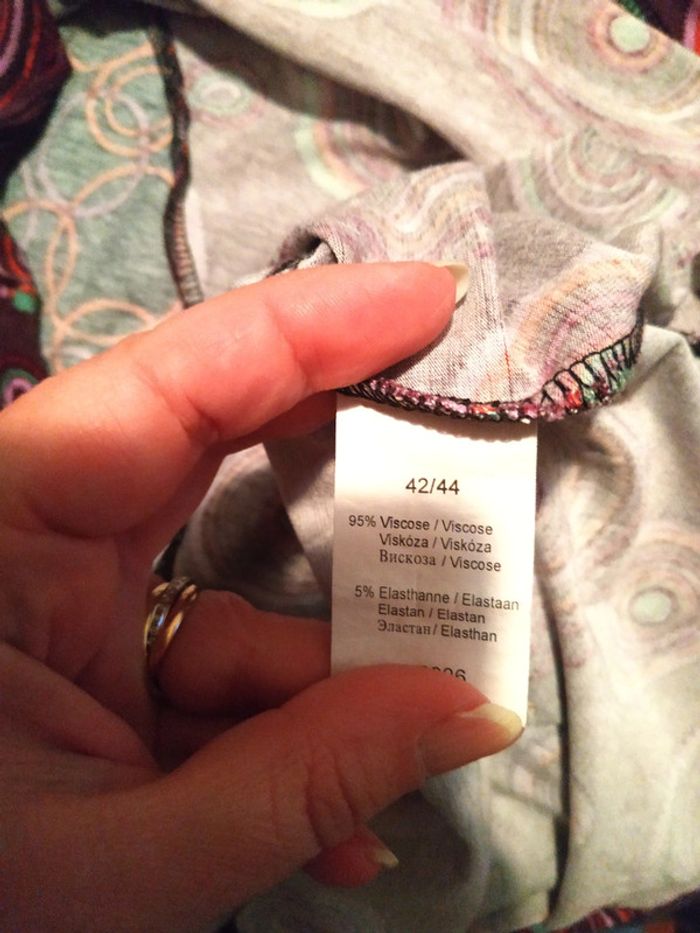 42/44
95% Viscose / Viscose
Viskóza / Viskóza
Вискоза / Viscose
5% Elasthanne / Elastaan
Elastan / Elastan
Эластан / Elasthan